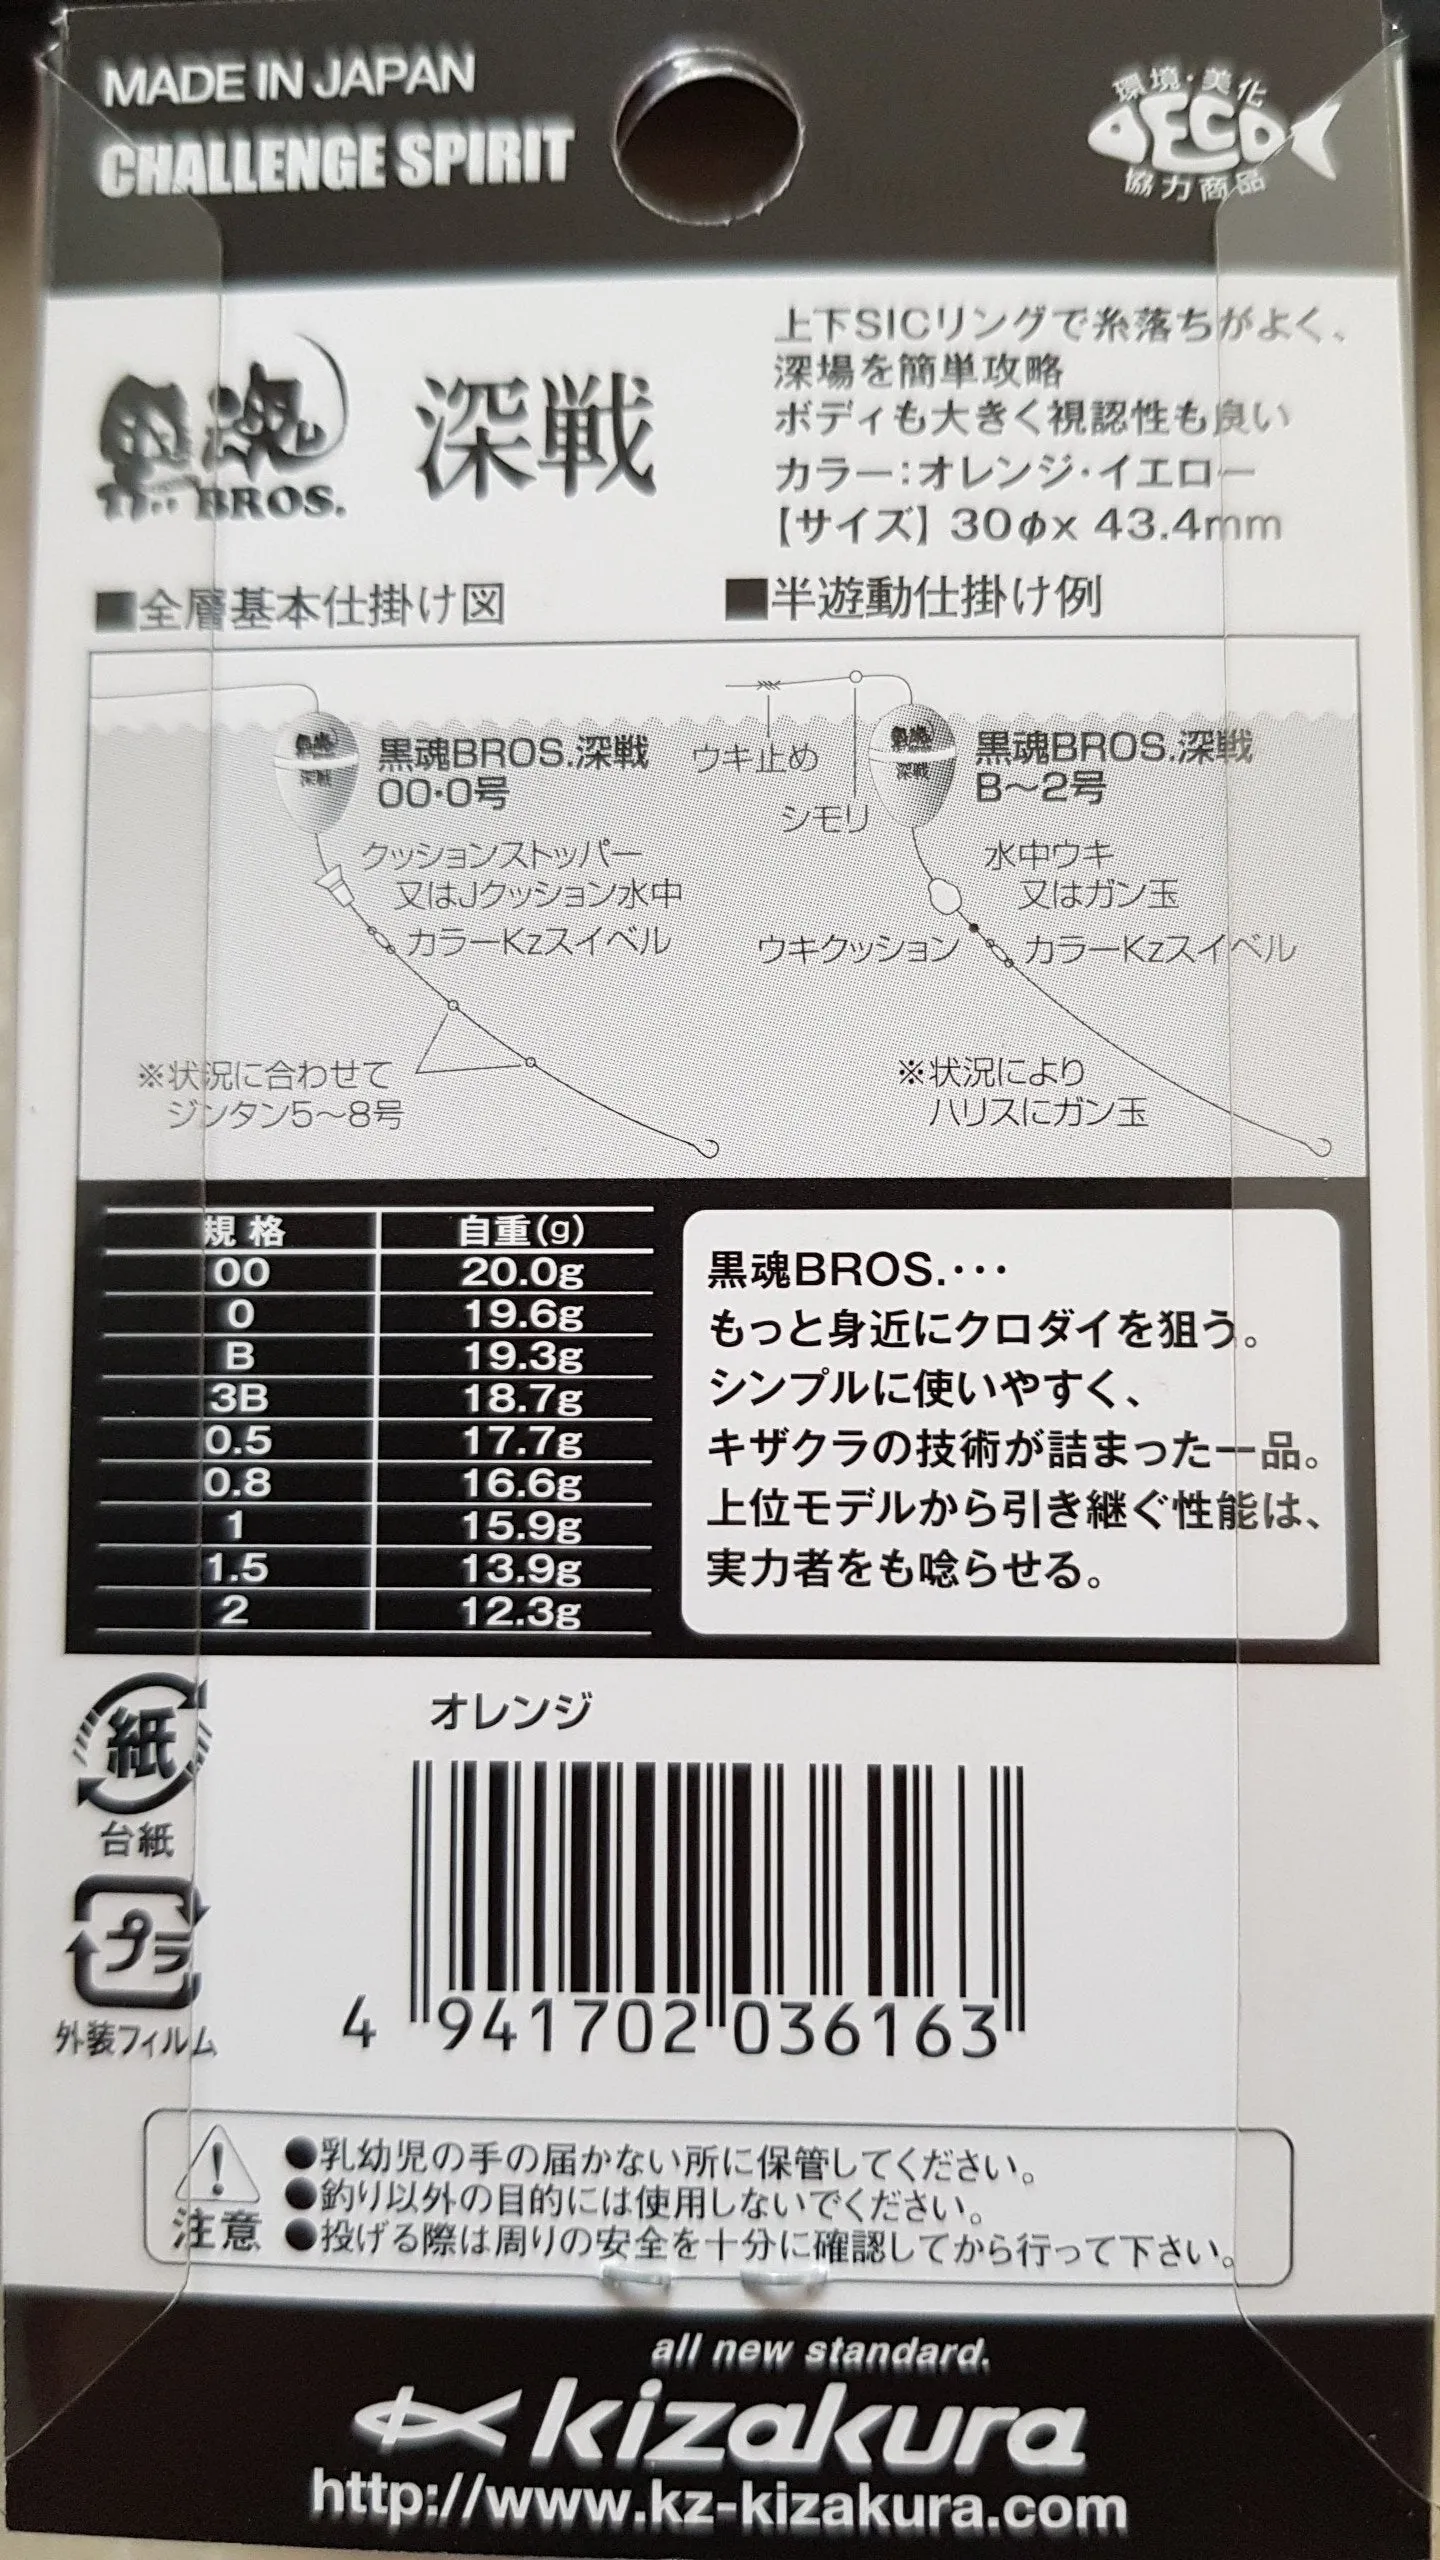 MADE IN JAPAN
CHALLENGE SPIRIT
環境・美化
ECO
協力商品
黒魂
BROS.
深戦
上下SICリングで糸落ちがよく、
深場を簡単攻略
ボディも大きく視認性も良い
カラー：オレンジ・イエロー
【サイズ】30φx 43.4mm
■全層基本仕掛け図
黒魂
深戦
黒魂BROS.深戦
00・0号
クッションストッパー
又はJクッション水中
カラーKzスイベル
※状況に合わせて
ジンタン5〜8号
■半遊動仕掛け例
ウキ止め
シモリ
黒魂
深戦
黒魂BROS.深戦
B〜2号
水中ウキ
又はガン玉
ウキクッション
カラーKzスイベル
※状況により
ハリスにガン玉
規格 自重(g)
00 20.0g
0 19.6g
B 19.3g
3B 18.7g
0.5 17.7g
0.8 16.6g
1 15.9g
1.5 13.9g
2 12.3g
黒魂BROS.･･･
もっと身近にクロダイを狙う。
シンプルに使いやすく、
キザクラの技術が詰まった一品。
上位モデルから引き継ぐ性能は、
実力者をも唸らせる。
紙
台紙
プラ
外装フィルム
オレンジ
4 941702 036163
注意
●乳幼児の手の届かない所に保管してください。
●釣り以外の目的には使用しないでください。
●投げる際は周りの安全を十分に確認してから行って下さい。
all new standard.
kizakura
http://www.kz-kizakura.com